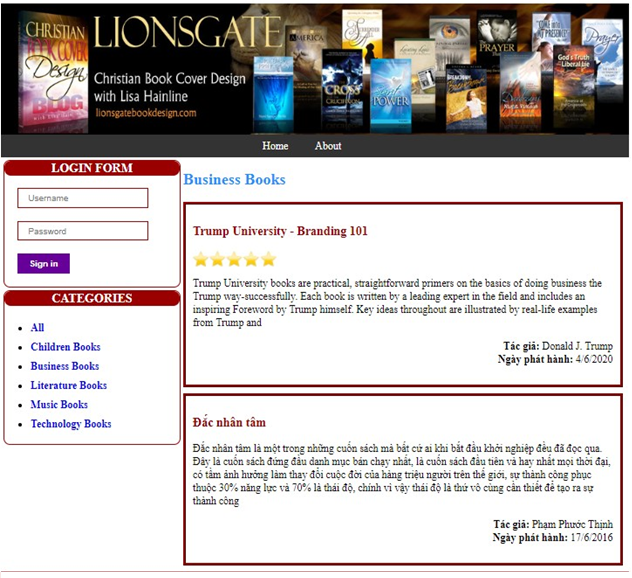 LIONSGATE
CHRISTIAN
BOOK COVER
Design
BLOG
Christian Book Cover Design
with Lisa Hainline
lionsgatebookdesign.com
AMERICA
PRAYER
POWER
CROSS
CRUCIFIXION
God's Truth
Prayer
Home About
LOGIN FORM
Username
Password
Sign in
CATEGORIES
All
Children Books
Business Books
Literature Books
Music Books
Technology Books
Business Books
Trump University - Branding 101
Trump University books are practical, straightforward primers on the basics of doing business the
Trump way-successfully. Each book is written by a leading expert in the field and includes an
inspiring Foreword by Trump himself. Key ideas throughout are illustrated by real-life examples
from Trump and
Tác giả: Donald J. Trump
Ngày phát hành: 4/6/2020
Đắc nhân tâm
Đắc nhân tâm là một trong những cuốn sách mà bất cứ ai khi bắt đầu khởi nghiệp đều đã đọc qua.
Đây là cuốn sách đứng đầu danh mục bán chạy nhất, là cuốn sách đầu tiên và hay nhất mọi thời đại,
có tầm ảnh hưởng làm thay đổi cuộc đời của hàng triệu người trên thế giới, sự thành công phục
thuộc 30% năng lực và 70% là thái độ, chính vì vậy thái độ là thứ vô cùng cần thiết để tạo ra sự
thành công
Tác giả: Phạm Phước Thịnh
Ngày phát hành: 17/6/2016